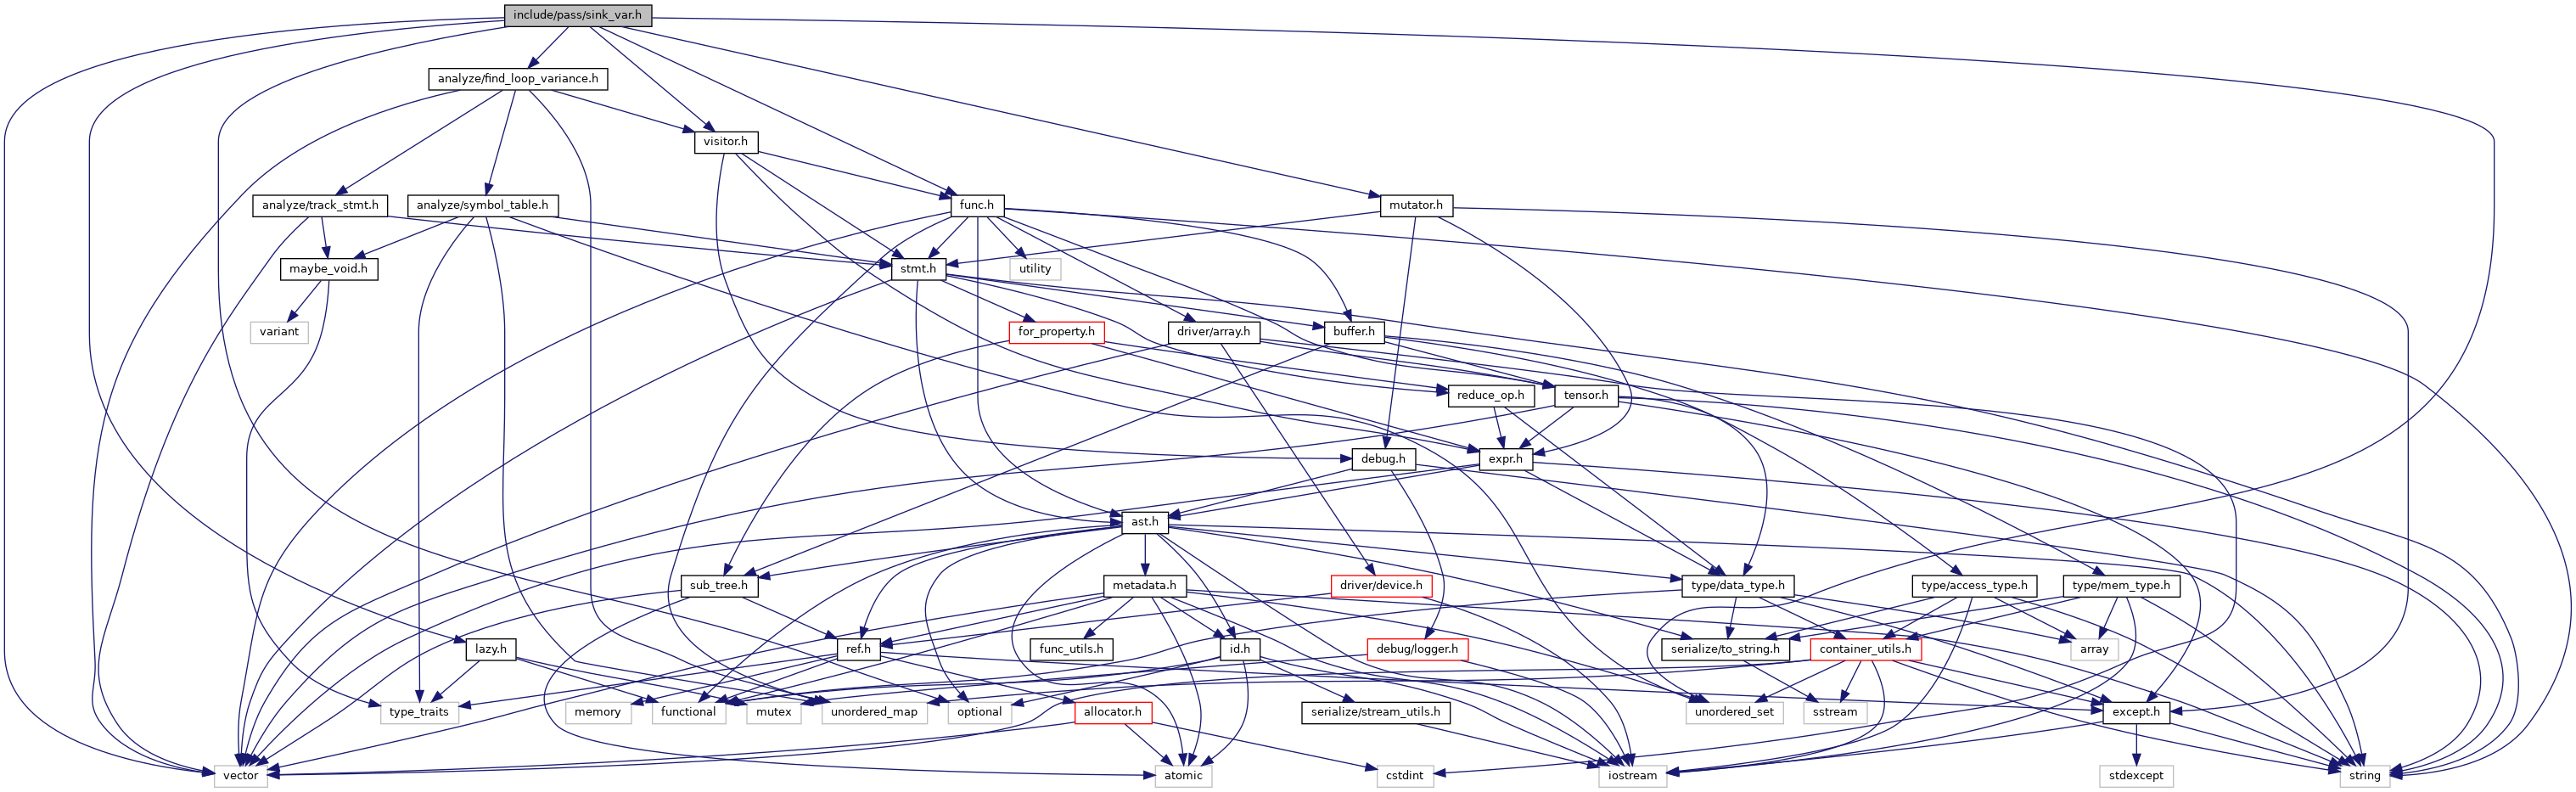 include/pass/sink_var.h
analyze/find_loop_variance.h
visitor.h
analyze/track_stmt.h
analyze/symbol_table.h
func.h
mutator.h
maybe_void.h
stmt.h
utility
variant
for_property.h
driver/array.h
buffer.h
reduce_op.h
tensor.h
debug.h
expr.h
ast.h
sub_tree.h
metadata.h
driver/device.h
type/data_type.h
type/access_type.h
type/mem_type.h
lazy.h
ref.h
func_utils.h
id.h
debug/logger.h
serialize/to_string.h
container_utils.h
array
type_traits
memory
functional
mutex
unordered_map
optional
allocator.h
serialize/stream_utils.h
unordered_set
sstream
except.h
vector
atomic
cstdint
iostream
stdexcept
string